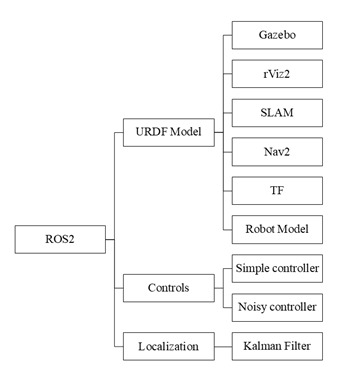 Gazebo
rViz2
SLAM
URDF Model
Nav2
TF
Robot Model
ROS2
Simple controller
Controls
Noisy controller
Localization
Kalman Filter